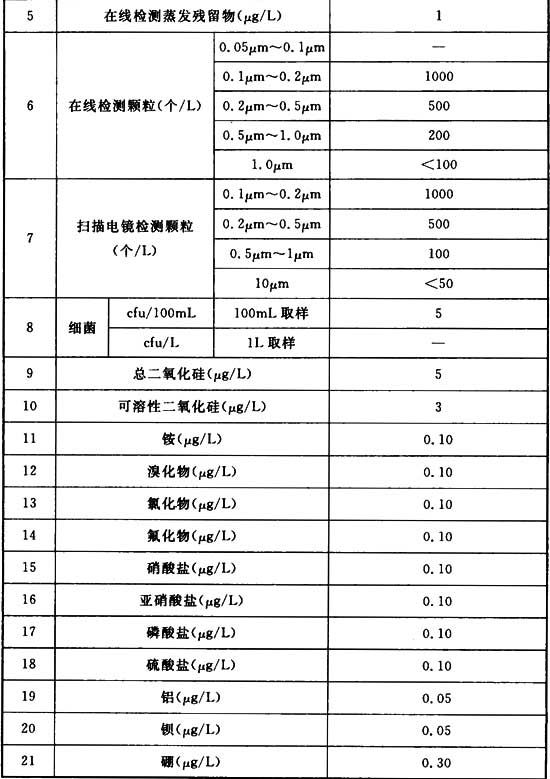 5 在线检测蒸发残留物(μg/L) 1
6 在线检测颗粒(个/L) 0.05μm~0.1μm —
0.1μm~0.2μm 1000
0.2μm~0.5μm 500
0.5μm~1.0μm 200
1.0μm <100
7 扫描电镜检测颗粒(个/L) 0.1μm~0.2μm 1000
0.2μm~0.5μm 500
0.5μm~1μm 100
10μm <50
8 细菌 cfu/100mL 100mL取样 5
cfu/L 1L取样 —
9 总二氧化硅(μg/L) 5
10 可溶性二氧化硅(μg/L) 3
11 铵(μg/L) 0.10
12 溴化物(μg/L) 0.10
13 氯化物(μg/L) 0.10
14 氟化物(μg/L) 0.10
15 硝酸盐(μg/L) 0.10
16 亚硝酸盐(μg/L) 0.10
17 磷酸盐(μg/L) 0.10
18 硫酸盐(μg/L) 0.10
19 铝(μg/L) 0.05
20 钡(μg/L) 0.05
21 硼(μg/L) 0.30